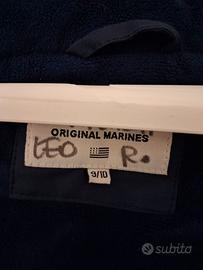 ORIGINAL MARINES
LEO R.
9/10
subito